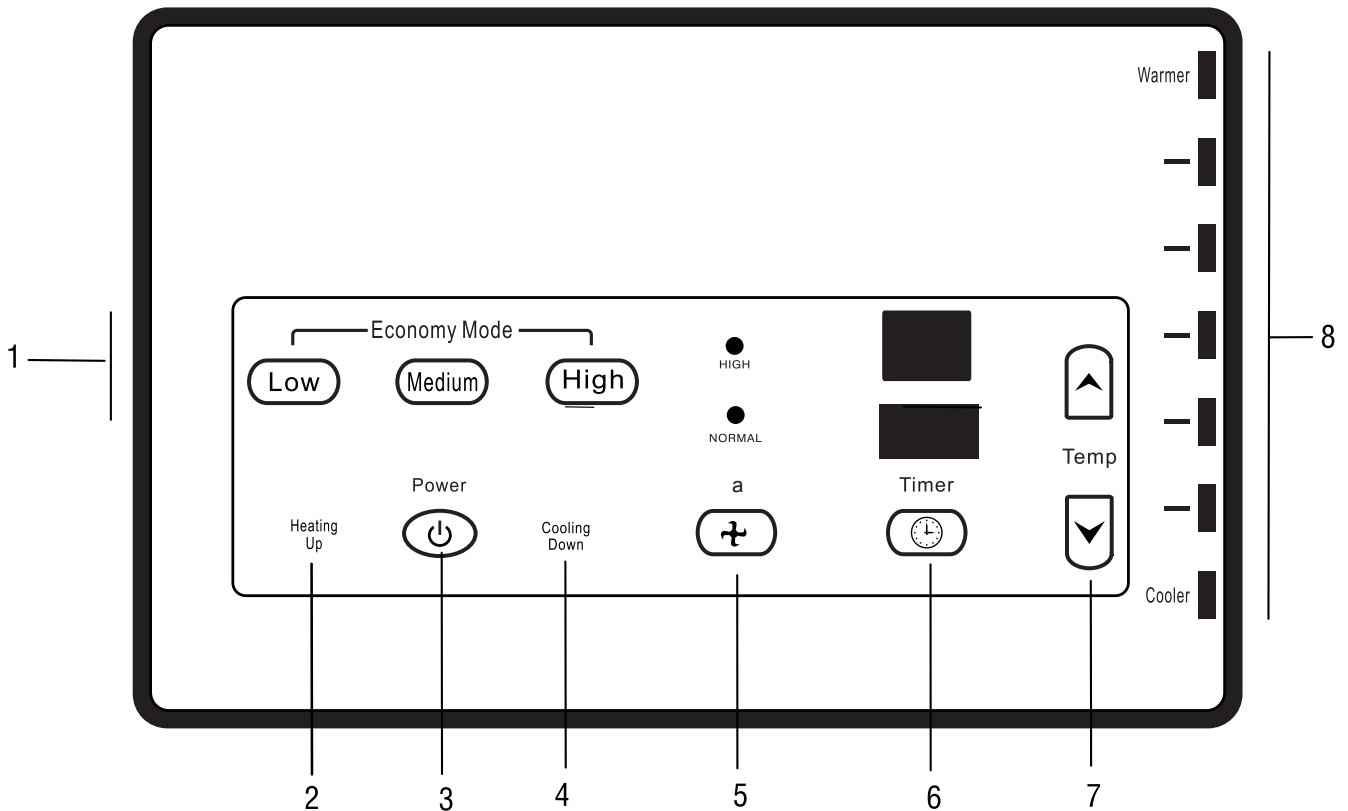 Warmer
Economy Mode
Low Medium High
HIGH
NORMAL
1
8
Temp
Power
a
Timer
Heating
Up
Cooling
Down
Cooler
2 3 4 5 6 7